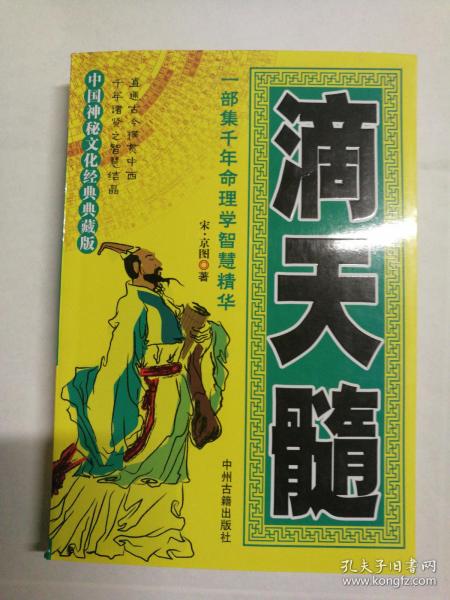 滴天髓
一部集千年命理学智慧精华
宋·京图 著
直通古今横贯中西
千年诸贤之智慧结晶
中国神秘文化经典典藏版
中州古籍出版社
孔夫子旧书网
www.kongfz.com